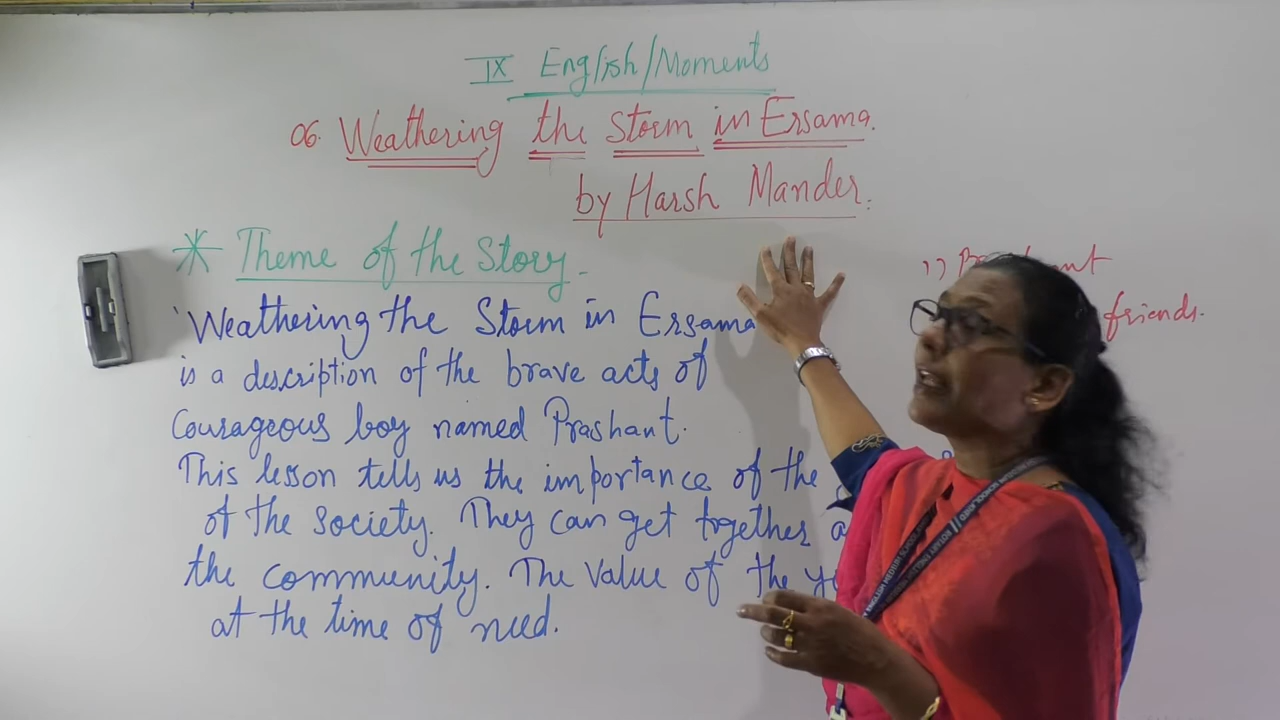 IX English/Moments
06. Weathering the Storm in Ersama.
by Harsh Mander.
* Theme of the Story.
Weathering the Storm in Ersama
is a description of the brave acts of
Courageous boy named Prashant.
This lesson tells us the importance of the
of the society. They can get together
the community. The value of the
at the time of need.
1)
friends.